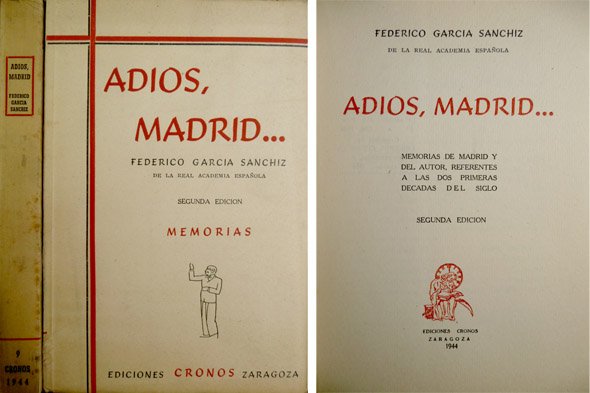 ADIOS,
MADRID
FEDERICO
GARCIA
SANCHIZ
9
CRONOS
1944
ADIOS,
MADRID...
FEDERICO GARCIA SANCHIZ
DE LA REAL ACADEMIA ESPAÑOLA
SEGUNDA EDICION
MEMORIAS
EDICIONES CRONOS ZARAGOZA
FEDERICO GARCIA SANCHIZ
DE LA REAL ACADEMIA ESPAÑOLA
ADIOS, MADRID...
MEMORIAS DE MADRID Y
DEL AUTOR, REFERENTES
A LAS DOS PRIMERAS
DECADAS DEL SIGLO
SEGUNDA EDICION
EDICIONES CRONOS
ZARAGOZA
1944